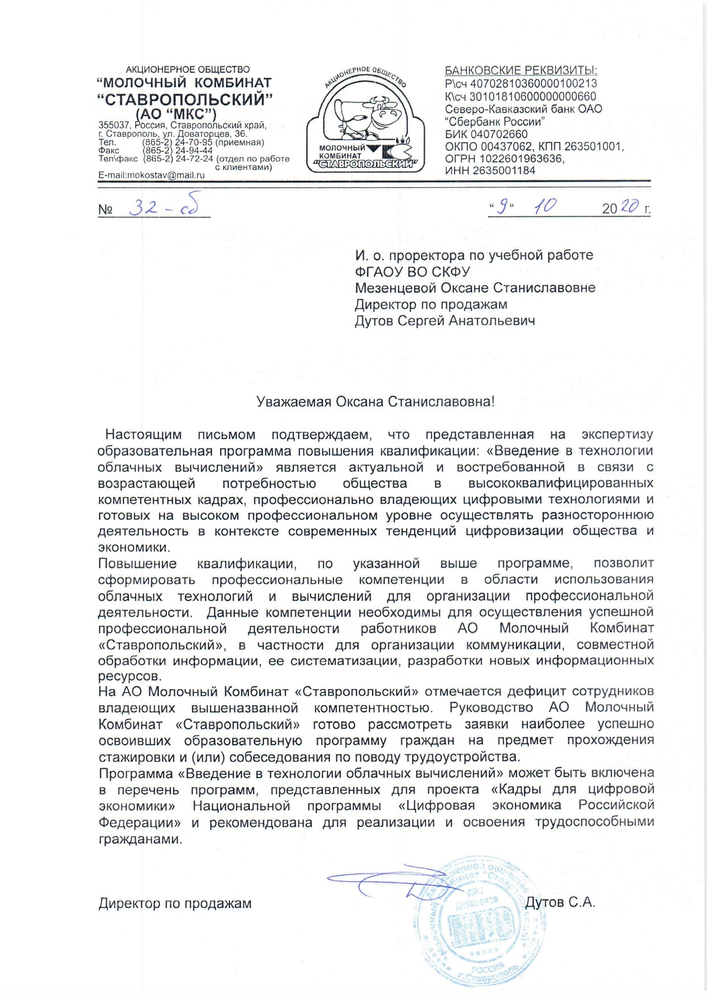 АКЦИОНЕРНОЕ ОБЩЕСТВО
“МОЛОЧНЫЙ КОМБИНАТ
“СТАВРОПОЛЬСКИЙ”
(АО “МКС”)
355037, Россия, Ставропольский край,
г. Ставрополь, ул. Доваторцев, 36.
Тел. (865-2) 24-70-95 (приемная)
Факс (865-2) 24-94-44
Тел\факс (865-2) 24-72-24 (отдел по работе
с клиентами)
E-mail:mokostav@mail.ru
АКЦИОНЕРНОЕ ОБЩЕСТВО
МОЛОЧНЫЙ
КОМБИНАТ
“СТАВРОПОЛЬСКИЙ”
БАНКОВСКИЕ РЕКВИЗИТЫ:
Р\сч 40702810360000100213
К\сч 30101810600000000660
Северо-Кавказский банк ОАО
“Сбербанк России”
БИК 040702660
ОКПО 00437062, КПП 263501001,
ОГРН 1022601963636,
ИНН 2635001184
№ 32 – сб
“ 9 “ 10 2020 г.
И. о. проректора по учебной работе
ФГАОУ ВО СКФУ
Мезенцевой Оксане Станиславовне
Директор по продажам
Дутов Сергей Анатольевич
Уважаемая Оксана Станиславовна!
Настоящим письмом подтверждаем, что представленная на экспертизу
образовательная программа повышения квалификации: «Введение в технологии
облачных вычислений» является актуальной и востребованной в связи с
возрастающей потребностью общества в высококвалифицированных
компетентных кадрах, профессионально владеющих цифровыми технологиями и
готовых на высоком профессиональном уровне осуществлять разностороннюю
деятельность в контексте современных тенденций цифровизации общества и
экономики.
Повышение квалификации, по указанной выше программе, позволит
сформировать профессиональные компетенции в области использования
облачных технологий и вычислений для организации профессиональной
деятельности. Данные компетенции необходимы для осуществления успешной
профессиональной деятельности работников АО Молочный Комбинат
«Ставропольский», в частности для организации коммуникации, совместной
обработки информации, ее систематизации, разработки новых информационных
ресурсов.
На АО Молочный Комбинат «Ставропольский» отмечается дефицит сотрудников
владеющих вышеназванной компетентностью. Руководство АО Молочный
Комбинат «Ставропольский» готово рассмотреть заявки наиболее успешно
освоивших образовательную программу граждан на предмет прохождения
стажировки и (или) собеседования по поводу трудоустройства.
Программа «Введение в технологии облачных вычислений» может быть включена
в перечень программ, представленных для проекта «Кадры для цифровой
экономики» Национальной программы «Цифровая экономика Российской
Федерации» и рекомендована для реализации и освоения трудоспособными
гражданами.
Директор по продажам
Дутов С.А.
Акционерное общество
"Молочный комбинат "Ставропольский"
МКС
РОССИЯ
г.Ставрополь